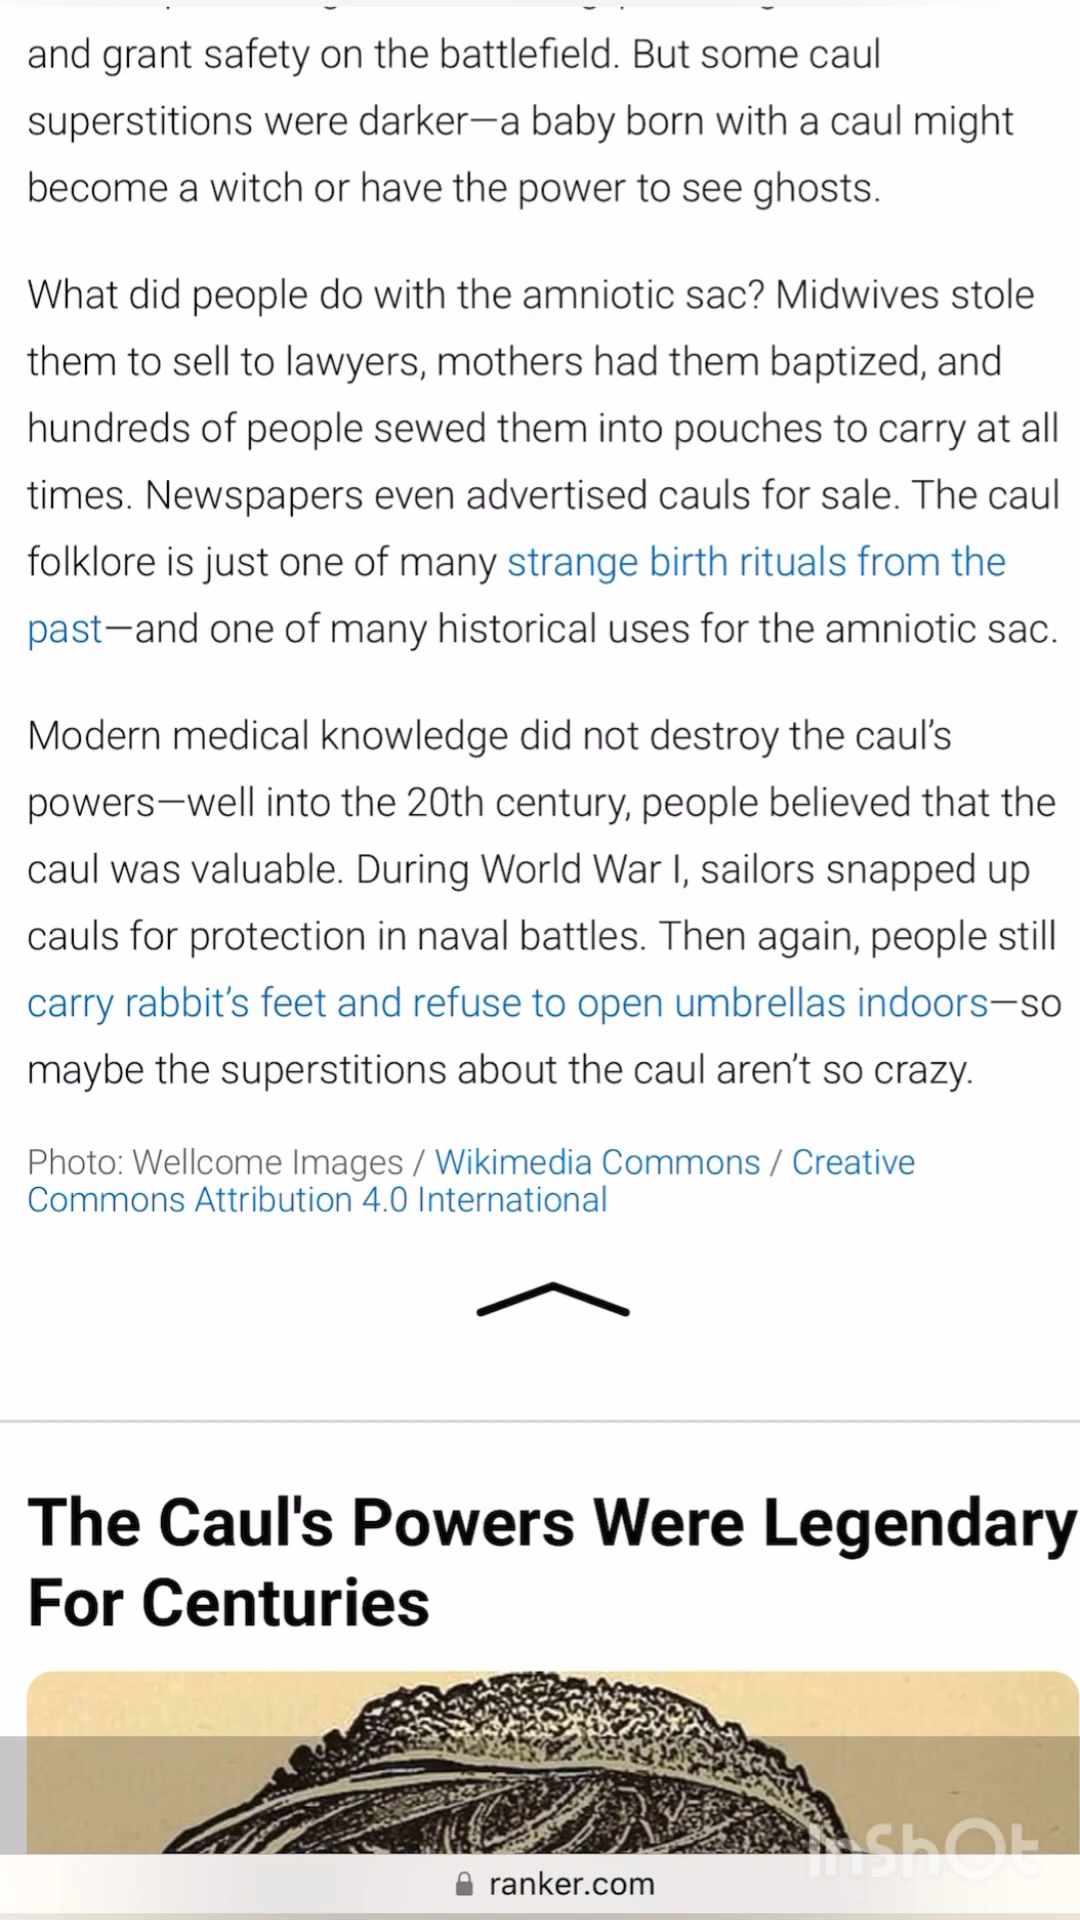 and grant safety on the battlefield. But some caul
superstitions were darker—a baby born with a caul might
become a witch or have the power to see ghosts.
What did people do with the amniotic sac? Midwives stole
them to sell to lawyers, mothers had them baptized, and
hundreds of people sewed them into pouches to carry at all
times. Newspapers even advertised cauls for sale. The caul
folklore is just one of many strange birth rituals from the
past—and one of many historical uses for the amniotic sac.
Modern medical knowledge did not destroy the caul's
powers—well into the 20th century, people believed that the
caul was valuable. During World War I, sailors snapped up
cauls for protection in naval battles. Then again, people still
carry rabbit's feet and refuse to open umbrellas indoors—so
maybe the superstitions about the caul aren't so crazy.
Photo: Wellcome Images / Wikimedia Commons / Creative
Commons Attribution 4.0 International
The Caul's Powers Were Legendary
For Centuries
InShOt
ranker.com